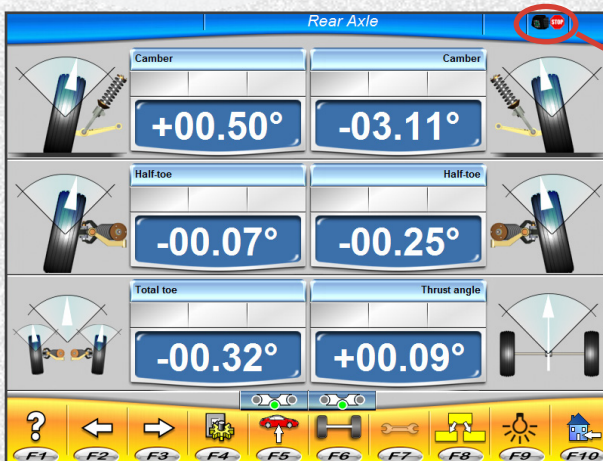 Rear Axle
STOP
Camber Camber
+00.50° -03.11°
Half-toe Half-toe
-00.07° -00.25°
Total toe Thrust angle
-00.32° +00.09°
?
F1 F2 F3 F4 F5 F6 F7 F8 F9 F10